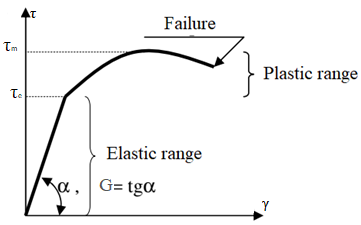 τ
Failure
τm
Plastic range
τe
Elastic range
α , G= tgα
γ